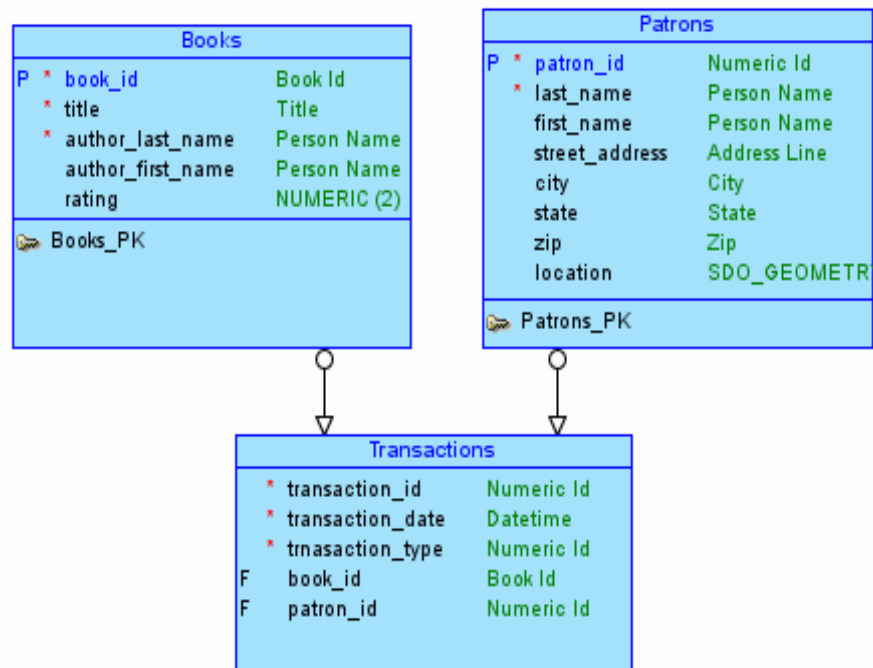 Books
P * book_id Book Id
* title Title
* author_last_name Person Name
author_first_name Person Name
rating NUMERIC (2)
Books_PK
Patrons
P * patron_id Numeric Id
* last_name Person Name
first_name Person Name
street_address Address Line
city City
state State
zip Zip
location SDO_GEOMETR
Patrons_PK
Transactions
* transaction_id Numeric Id
* transaction_date Datetime
* trnasaction_type Numeric Id
F book_id Book Id
F patron_id Numeric Id